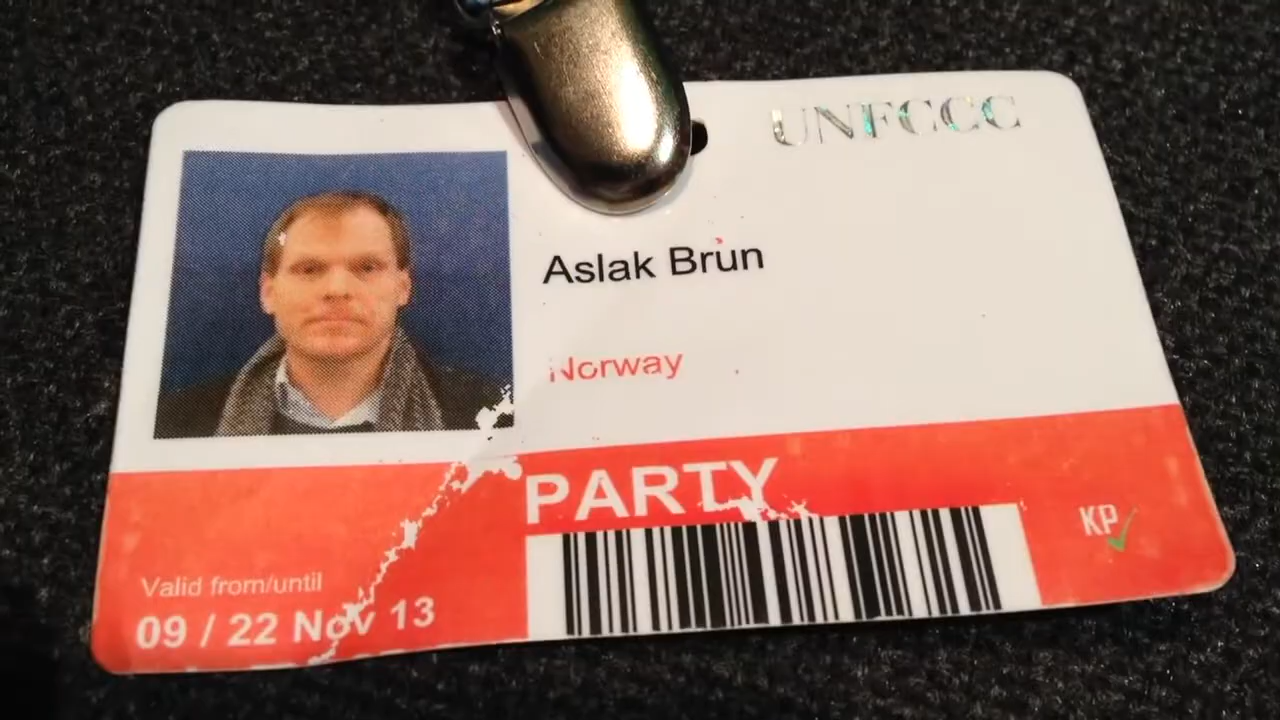 UNFCCC
Aslak Brun
Norway
PARTY
KP
Valid from/until
09 / 22 Nov 13